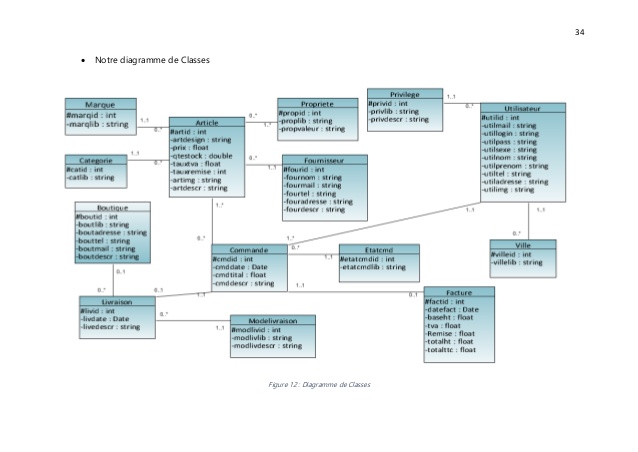 34
• Notre diagramme de Classes
Marque
#marqid : int
-marqlib : string
1..1
0..*
Article
#artid : int
-artdesign : string
-prix : float
-qtestock : double
-tauxtva : float
-tauxremise : int
-artimg : string
-artdescr : string
0..*
1..*
Propriete
#propid : int
-proplib : string
-propvaleur : string
Privilege
#privid : int
-privlib : string
-privdescr : string
1..1
0..*
Utilisateur
#utilid : int
-utilmail : string
-utillogin : string
-utilpass : string
-utilsexe : string
-utilnom : string
-utilprenom : string
-utiltel : string
-utiladresse : string
-utilimg : string
Categorie
#catid : int
-catlib : string
1..1
0..*
0..*
1..1
Fournisseur
#fourid : int
-fournom : string
-fourmail : string
-fourtel : string
-fouradresse : string
-fourdescr : string
Boutique
#boutid : int
-boutlib : string
-boutadresse : string
-bouttel : string
-boutmail : string
-boutdescr : string
1..*
0..*
1..1
1..1
0..*
Ville
#villeid : int
-villelib : string
Commande
#cmdid : int
-cmddate : Date
-cmdtital : float
-cmddescr : string
0..*
1..1
Etatcmd
#etatcmdid : int
-etatcmdlib : string
0..1
0..*
0..1
1..1
1..1
0..1
Livraison
#livid : int
-livdate : Date
-livedescr : string
0..*
1..1
Modelivraison
#modlivid : int
-modlivlib : string
-modlivdescr : string
Facture
#factid : int
-datefact : Date
-baseht : float
-tva : float
-Remise : float
-totalht : float
-totalttc : float
Figure 12 : Diagramme de Classes